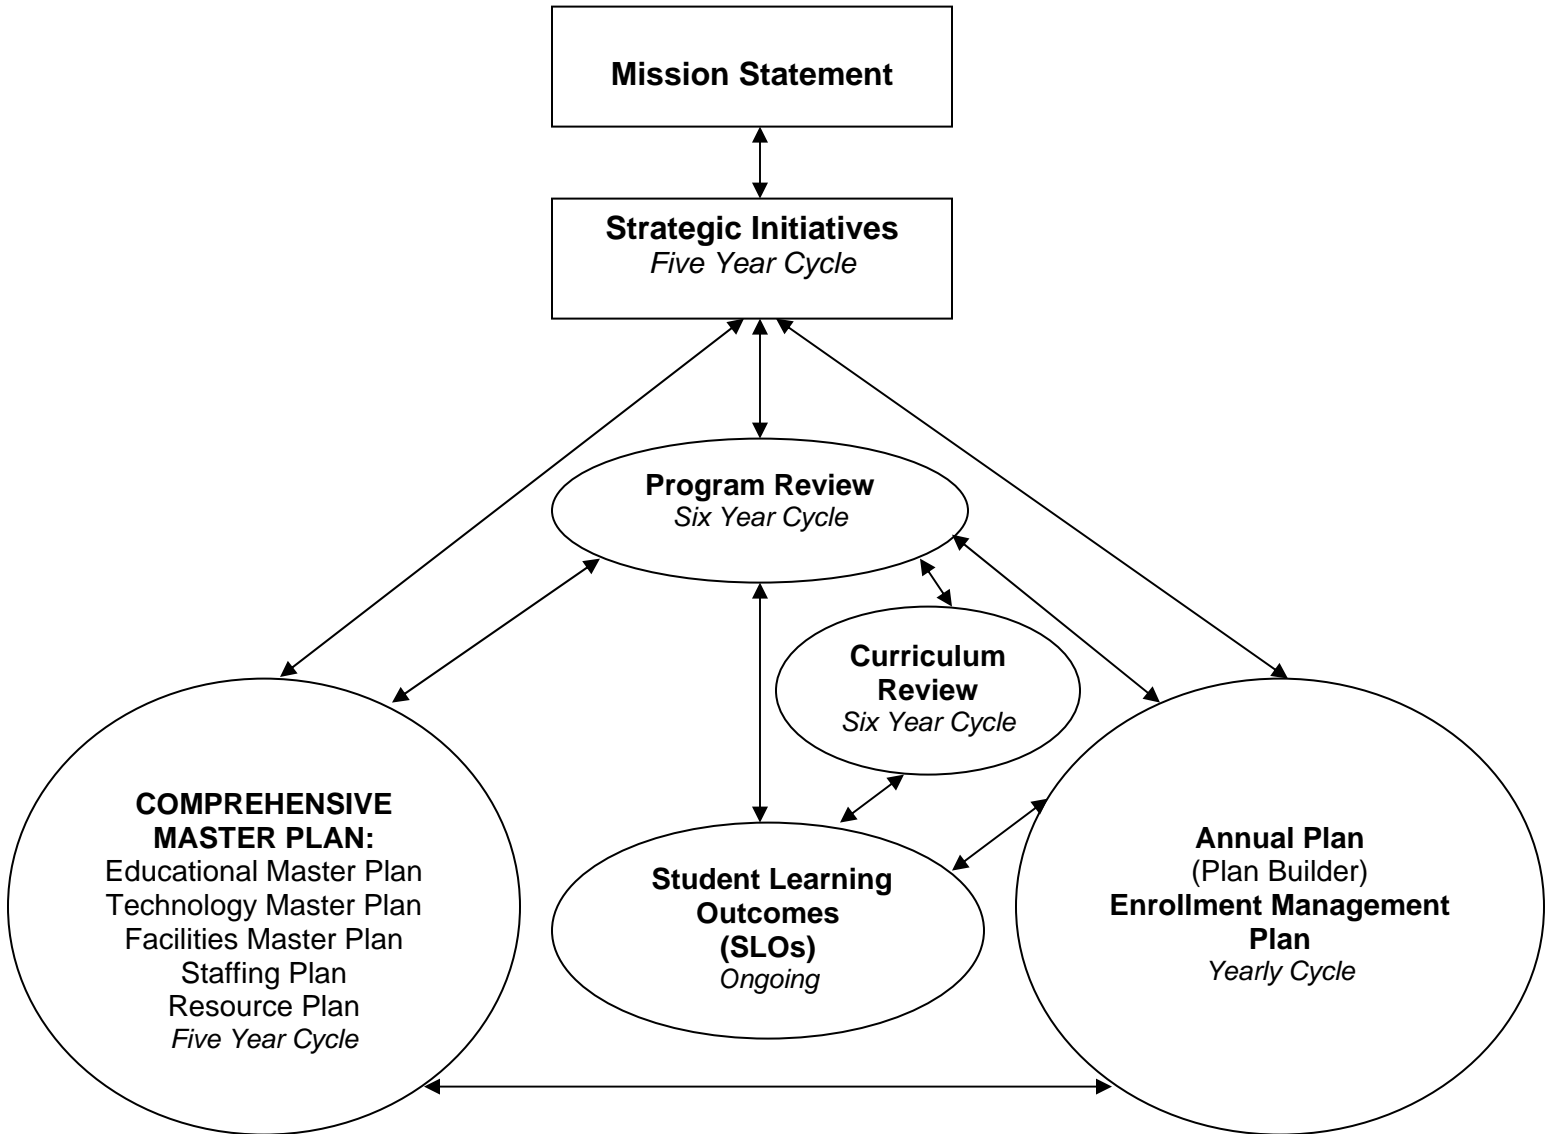 Mission Statement
Strategic Initiatives
Five Year Cycle
Program Review
Six Year Cycle
Curriculum
Review
Six Year Cycle
COMPREHENSIVE
MASTER PLAN:
Educational Master Plan
Technology Master Plan
Facilities Master Plan
Staffing Plan
Resource Plan
Five Year Cycle
Student Learning
Outcomes
(SLOs)
Ongoing
Annual Plan
(Plan Builder)
Enrollment Management
Plan
Yearly Cycle